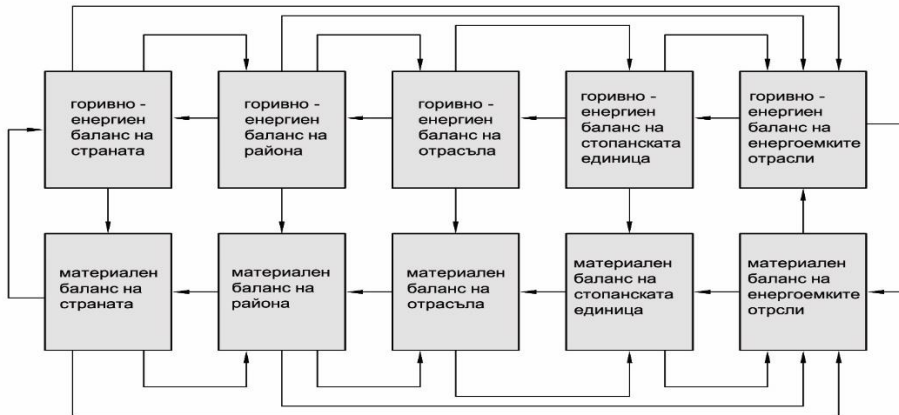 горивно -
енергиен
баланс на
страната
горивно -
енергиен
баланс на
района
горивно -
енергиен
баланс на
отрасъла
горивно -
енергиен
баланс на
стопанската
единица
горивно -
енергиен
баланс на
енергоемките
отрасли
материален
баланс на
страната
материален
баланс на
района
материален
баланс на
отрасъла
материален
баланс на
стопанската
единица
материален
баланс на
енергоемките
отрсли